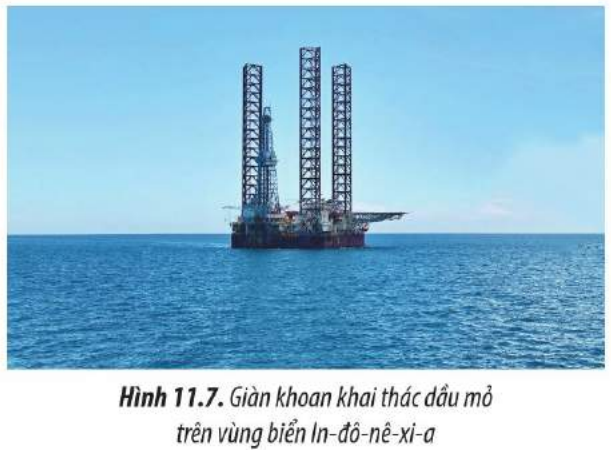 Hình 11.7. Giàn khoan khai thác dầu mỏ
trên vùng biển In-đô-nê-xi-a